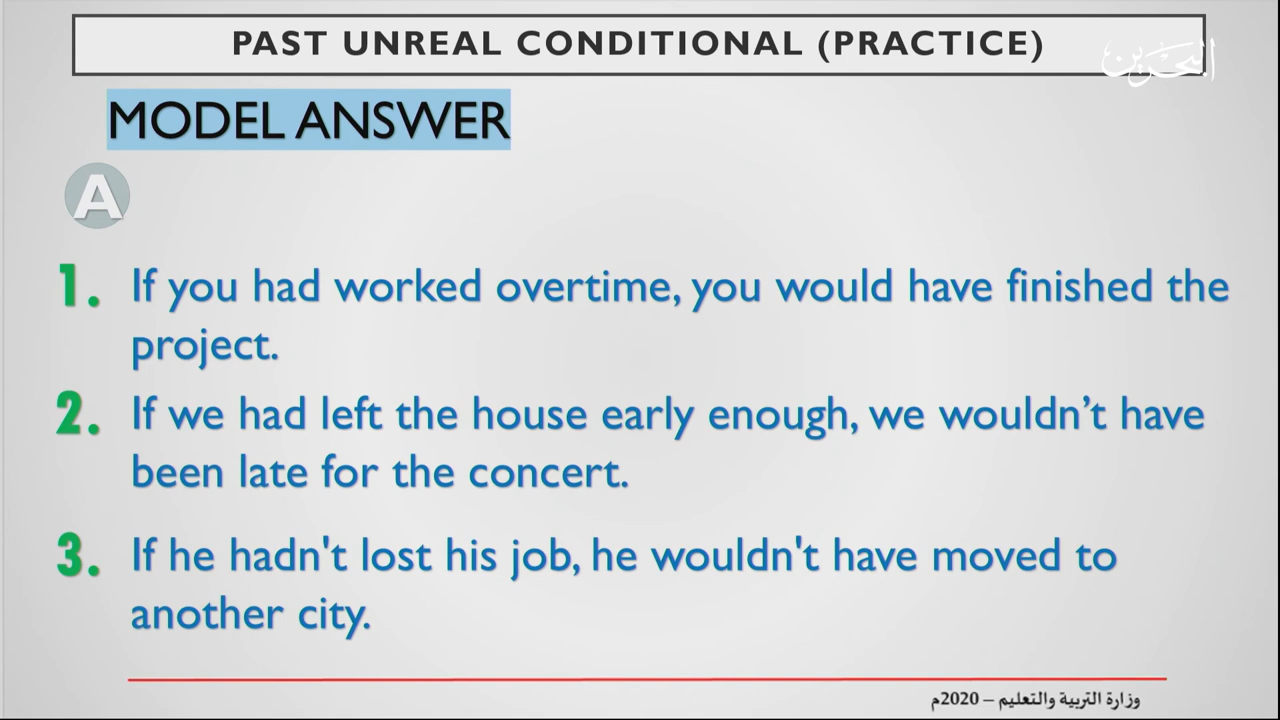 PAST UNREAL CONDITIONAL (PRACTICE)
البحرين
MODEL ANSWER
A
1. If you had worked overtime, you would have finished the
project.
2. If we had left the house early enough, we wouldn’t have
been late for the concert.
3. If he hadn't lost his job, he wouldn't have moved to
another city.
وزارة التربية والتعليم – 2020م